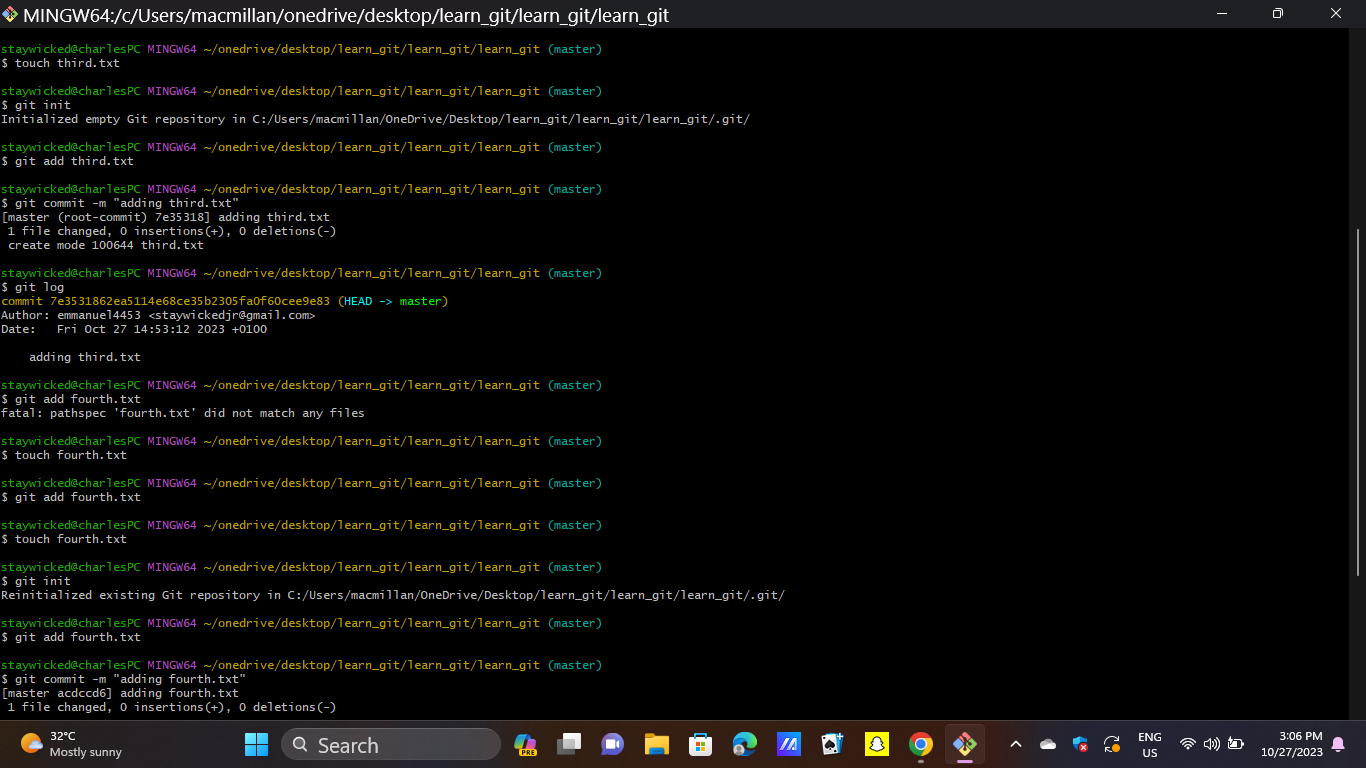 MINGW64:/c/Users/macmillan/onedrive/desktop/learn_git/learn_git/learn_git
staywicked@charlesPC MINGW64 ~/onedrive/desktop/learn_git/learn_git/learn_git (master)
$ touch third.txt
staywicked@charlesPC MINGW64 ~/onedrive/desktop/learn_git/learn_git/learn_git (master)
$ git init
Initialized empty Git repository in C:/Users/macmillan/OneDrive/Desktop/learn_git/learn_git/learn_git/.git/
staywicked@charlesPC MINGW64 ~/onedrive/desktop/learn_git/learn_git/learn_git (master)
$ git add third.txt
staywicked@charlesPC MINGW64 ~/onedrive/desktop/learn_git/learn_git/learn_git (master)
$ git commit -m "adding third.txt"
[master (root-commit) 7e35318] adding third.txt
 1 file changed, 0 insertions(+), 0 deletions(-)
 create mode 100644 third.txt
staywicked@charlesPC MINGW64 ~/onedrive/desktop/learn_git/learn_git/learn_git (master)
$ git log
commit 7e3531862ea5114e68ce35b2305fa0f60cee9e83 (HEAD -> master)
Author: emmanuel4453 <staywickedjr@gmail.com>
Date:   Fri Oct 27 14:53:12 2023 +0100
    adding third.txt
staywicked@charlesPC MINGW64 ~/onedrive/desktop/learn_git/learn_git/learn_git (master)
$ git add fourth.txt
fatal: pathspec 'fourth.txt' did not match any files
staywicked@charlesPC MINGW64 ~/onedrive/desktop/learn_git/learn_git/learn_git (master)
$ touch fourth.txt
staywicked@charlesPC MINGW64 ~/onedrive/desktop/learn_git/learn_git/learn_git (master)
$ git add fourth.txt
staywicked@charlesPC MINGW64 ~/onedrive/desktop/learn_git/learn_git/learn_git (master)
$ touch fourth.txt
staywicked@charlesPC MINGW64 ~/onedrive/desktop/learn_git/learn_git/learn_git (master)
$ git init
Reinitialized existing Git repository in C:/Users/macmillan/OneDrive/Desktop/learn_git/learn_git/learn_git/.git/
staywicked@charlesPC MINGW64 ~/onedrive/desktop/learn_git/learn_git/learn_git (master)
$ git add fourth.txt
staywicked@charlesPC MINGW64 ~/onedrive/desktop/learn_git/learn_git/learn_git (master)
$ git commit -m "adding fourth.txt"
[master acdccd6] adding fourth.txt
 1 file changed, 0 insertions(+), 0 deletions(-)
32°C
Mostly sunny
Search
PRE
ENG
US
3:06 PM
10/27/2023